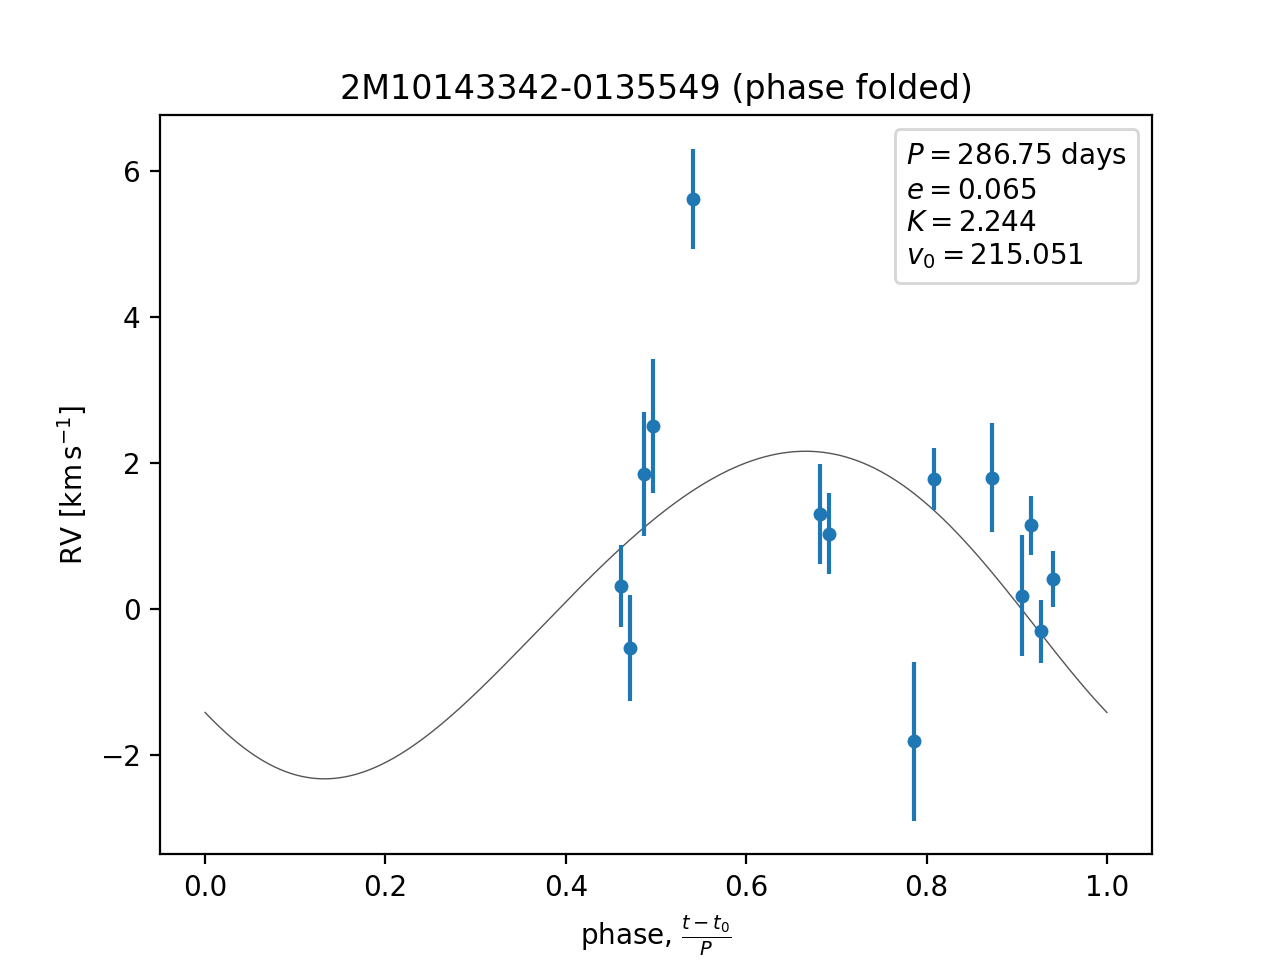 2M10143342-0135549 (phase folded)
P = 286.75 days
e = 0.065
K = 2.244
v₀ = 215.051
RV [km s⁻¹]
6
4
2
0
−2
0.0 0.2 0.4 0.6 0.8 1.0
phase, (t − t₀)/P